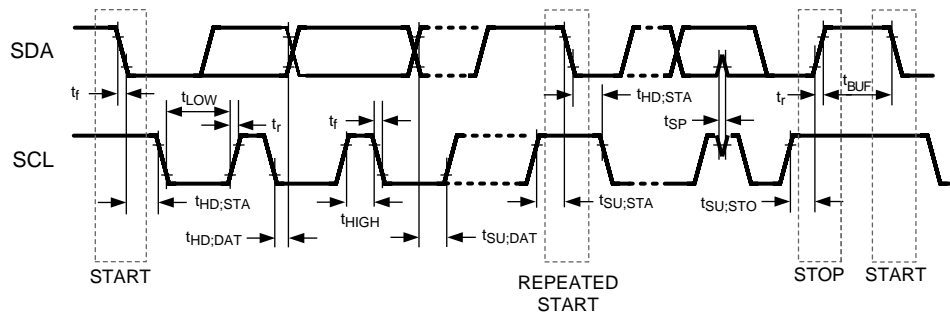 SDA
t_f
t_LOW
t_r
t_f
t_HD;STA
t_SP
t_r
t_BUF
SCL
t_HD;STA
t_HD;DAT
t_HIGH
t_SU;DAT
t_SU;STA
t_SU;STO
START
REPEATED
START
STOP
START